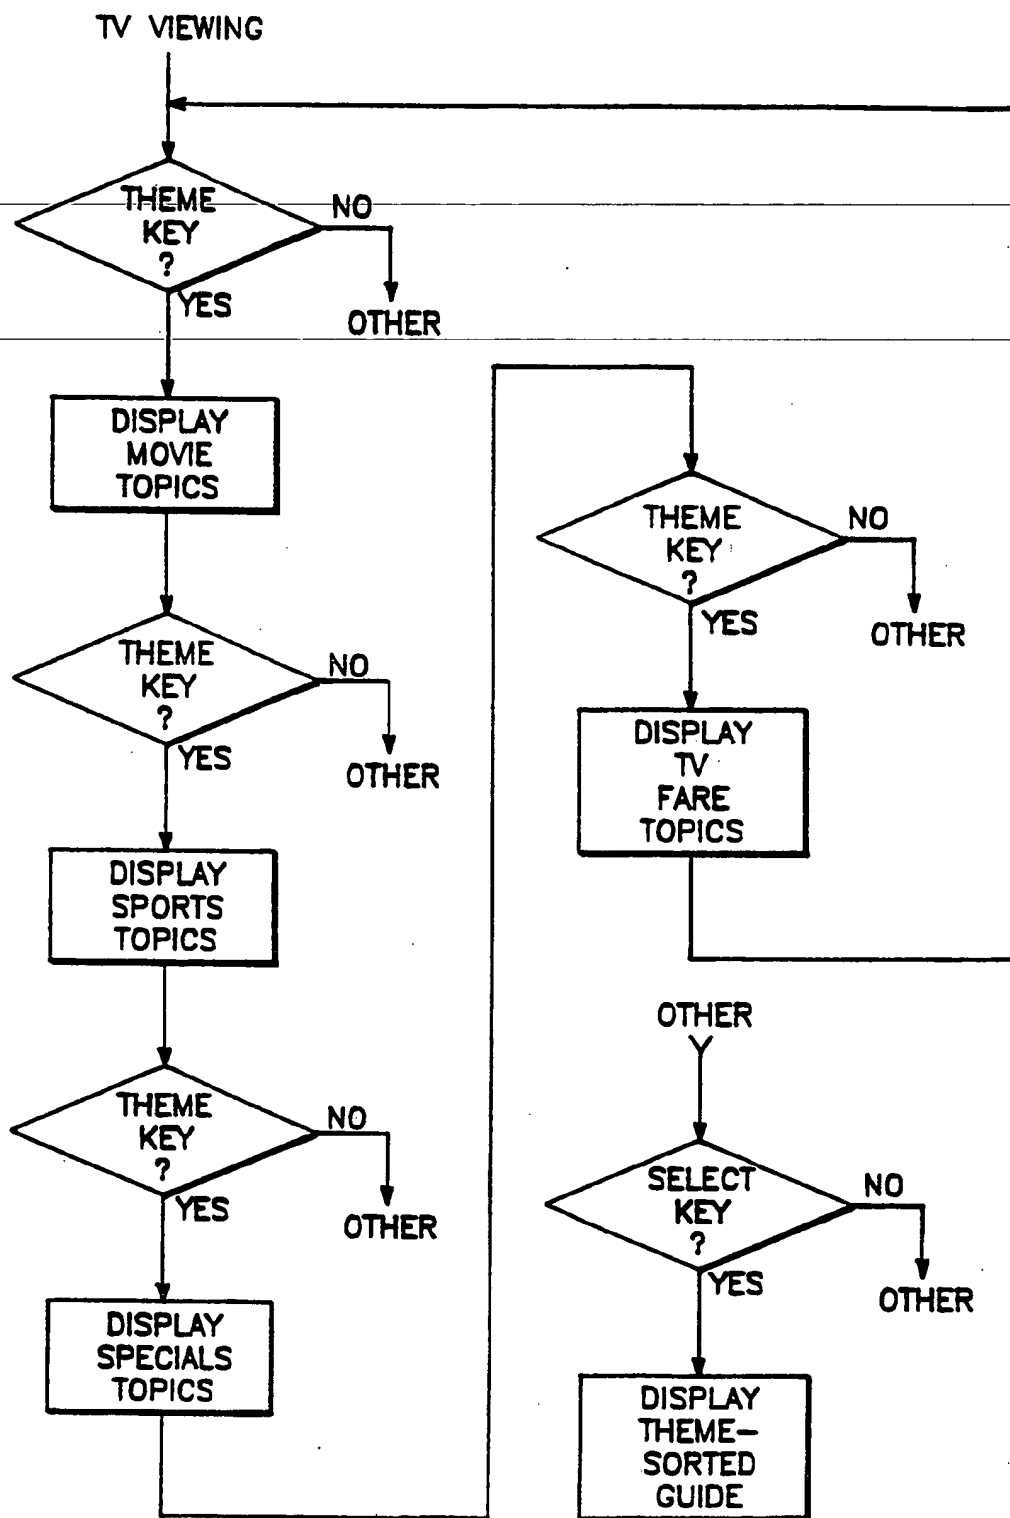 TV VIEWING
THEME
KEY
?
NO
YES
OTHER
DISPLAY
MOVIE
TOPICS
THEME
KEY
?
NO
YES
OTHER
DISPLAY
SPORTS
TOPICS
THEME
KEY
?
NO
YES
OTHER
DISPLAY
SPECIALS
TOPICS
THEME
KEY
?
NO
YES
OTHER
DISPLAY
TV
FARE
TOPICS
OTHER
SELECT
KEY
?
NO
YES
OTHER
DISPLAY
THEME-
SORTED
GUIDE